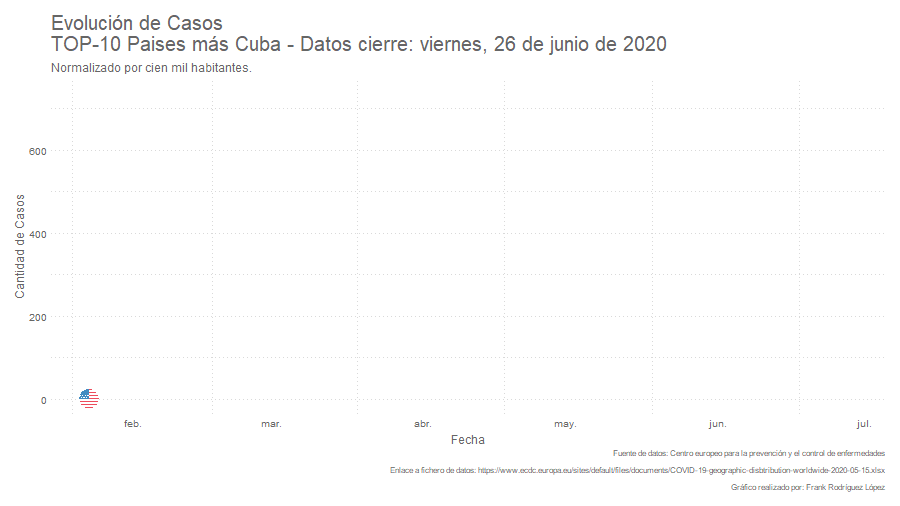 Evolución de Casos
TOP-10 Paises más Cuba - Datos cierre: viernes, 26 de junio de 2020
Normalizado por cien mil habitantes.
600
400
200
0
Cantidad de Casos
feb. mar. abr. may. jun. jul.
Fecha
Fuente de datos: Centro europeo para la prevención y el control de enfermedades
Enlace a fichero de datos: https://www.ecdc.europa.eu/sites/default/files/documents/COVID-19-geographic-disbtribution-worldwide-2020-05-15.xlsx
Gráfico realizado por: Frank Rodríguez López